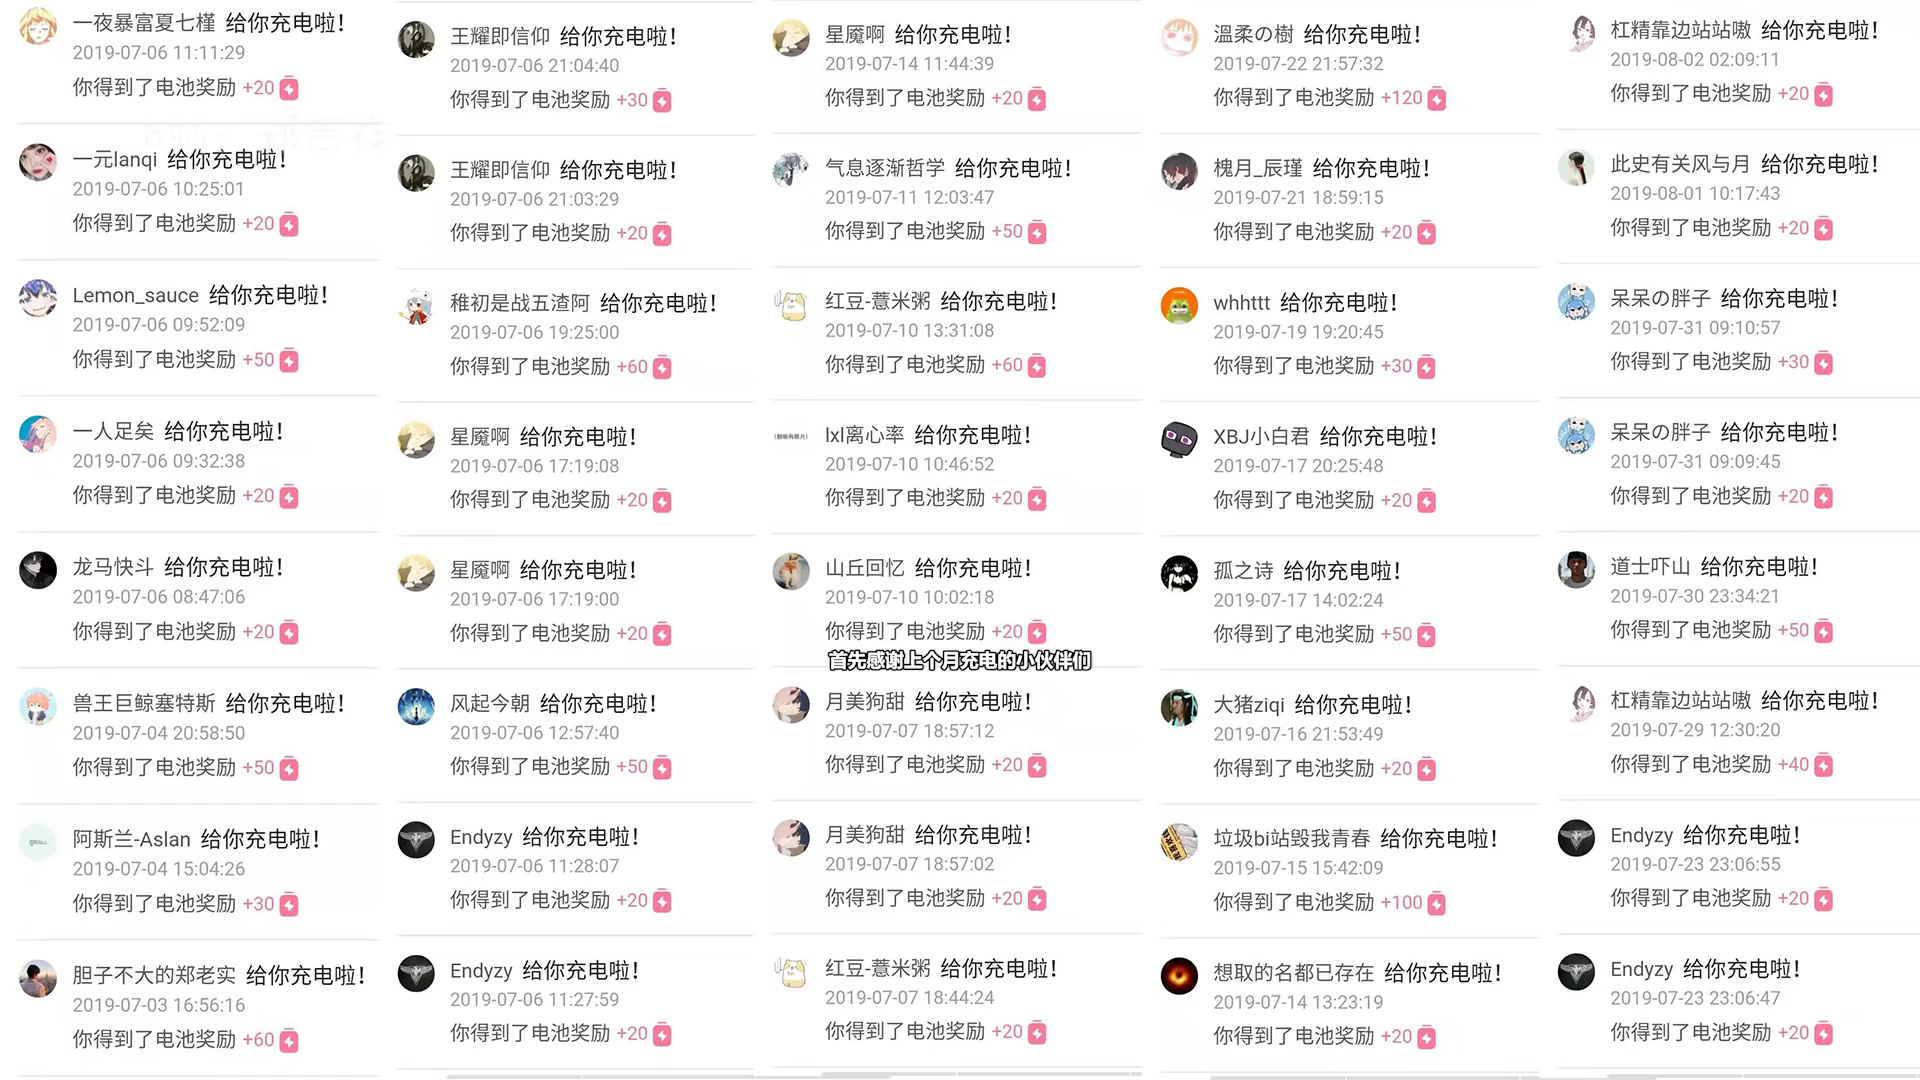 一夜暴富夏七槿 给你充电啦！
2019-07-06 11:11:29
你得到了电池奖励 +20
一元lanqi 给你充电啦！
2019-07-06 10:25:01
你得到了电池奖励 +20
Lemon_sauce 给你充电啦！
2019-07-06 09:52:09
你得到了电池奖励 +50
一人足矣 给你充电啦！
2019-07-06 09:32:38
你得到了电池奖励 +20
龙马快斗 给你充电啦！
2019-07-06 08:47:06
你得到了电池奖励 +20
兽王巨鲸塞特斯 给你充电啦！
2019-07-04 20:58:50
你得到了电池奖励 +50
阿斯兰-Aslan 给你充电啦！
2019-07-04 15:04:26
你得到了电池奖励 +30
胆子不大的郑老实 给你充电啦！
2019-07-03 16:56:16
你得到了电池奖励 +60
王耀即信仰 给你充电啦！
2019-07-06 21:04:40
你得到了电池奖励 +30
王耀即信仰 给你充电啦！
2019-07-06 21:03:29
你得到了电池奖励 +20
稚初是战五渣阿 给你充电啦！
2019-07-06 19:25:00
你得到了电池奖励 +60
星魇啊 给你充电啦！
2019-07-06 17:19:08
你得到了电池奖励 +20
星魇啊 给你充电啦！
2019-07-06 17:19:00
你得到了电池奖励 +20
风起今朝 给你充电啦！
2019-07-06 12:57:40
你得到了电池奖励 +50
Endyzy 给你充电啦！
2019-07-06 11:28:07
你得到了电池奖励 +20
Endyzy 给你充电啦！
2019-07-06 11:27:59
你得到了电池奖励 +20
星魇啊 给你充电啦！
2019-07-14 11:44:39
你得到了电池奖励 +20
气息逐渐哲学 给你充电啦！
2019-07-11 12:03:47
你得到了电池奖励 +50
红豆-薏米粥 给你充电啦！
2019-07-10 13:31:08
你得到了电池奖励 +60
lxl离心率 给你充电啦！
2019-07-10 10:46:52
你得到了电池奖励 +20
山丘回忆 给你充电啦！
2019-07-10 10:02:18
你得到了电池奖励 +20
首先感谢上个月充电的小伙伴们
月美狗甜 给你充电啦！
2019-07-07 18:57:12
你得到了电池奖励 +20
月美狗甜 给你充电啦！
2019-07-07 18:57:02
你得到了电池奖励 +20
红豆-薏米粥 给你充电啦！
2019-07-07 18:44:24
你得到了电池奖励 +20
溫柔の樹 给你充电啦！
2019-07-22 21:57:32
你得到了电池奖励 +120
槐月_辰瑾 给你充电啦！
2019-07-21 18:59:15
你得到了电池奖励 +20
whhttt 给你充电啦！
2019-07-19 19:20:45
你得到了电池奖励 +30
XBJ小白君 给你充电啦！
2019-07-17 20:25:48
你得到了电池奖励 +20
孤之诗 给你充电啦！
2019-07-17 14:02:24
你得到了电池奖励 +50
大猪ziqi 给你充电啦！
2019-07-16 21:53:49
你得到了电池奖励 +20
垃圾bi站毁我青春 给你充电啦！
2019-07-15 15:42:09
你得到了电池奖励 +100
想取的名都已存在 给你充电啦！
2019-07-14 13:23:19
你得到了电池奖励 +20
杠精靠边站站嗷 给你充电啦！
2019-08-02 02:09:11
你得到了电池奖励 +20
此史有关风与月 给你充电啦！
2019-08-01 10:17:43
你得到了电池奖励 +20
呆呆の胖子 给你充电啦！
2019-07-31 09:10:57
你得到了电池奖励 +30
呆呆の胖子 给你充电啦！
2019-07-31 09:09:45
你得到了电池奖励 +20
道士吓山 给你充电啦！
2019-07-30 23:34:21
你得到了电池奖励 +50
杠精靠边站站嗷 给你充电啦！
2019-07-29 12:30:20
你得到了电池奖励 +40
Endyzy 给你充电啦！
2019-07-23 23:06:55
你得到了电池奖励 +20
Endyzy 给你充电啦！
2019-07-23 23:06:47
你得到了电池奖励 +20